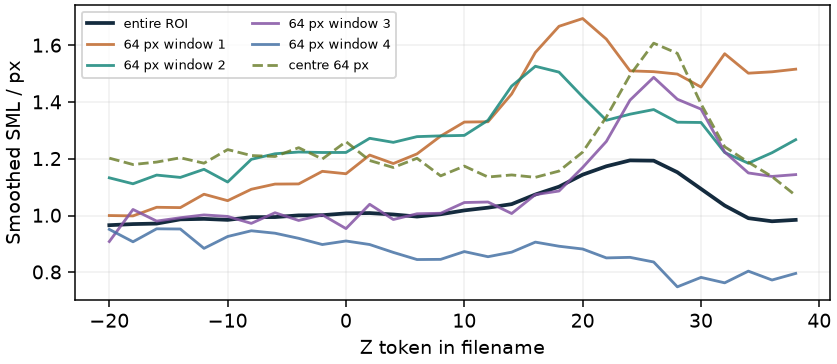 entire ROI
64 px window 1
64 px window 2
64 px window 3
64 px window 4
centre 64 px
Smoothed SML / px
1.6
1.4
1.2
1.0
0.8
−20
−10
0
10
20
30
40
Z token in filename